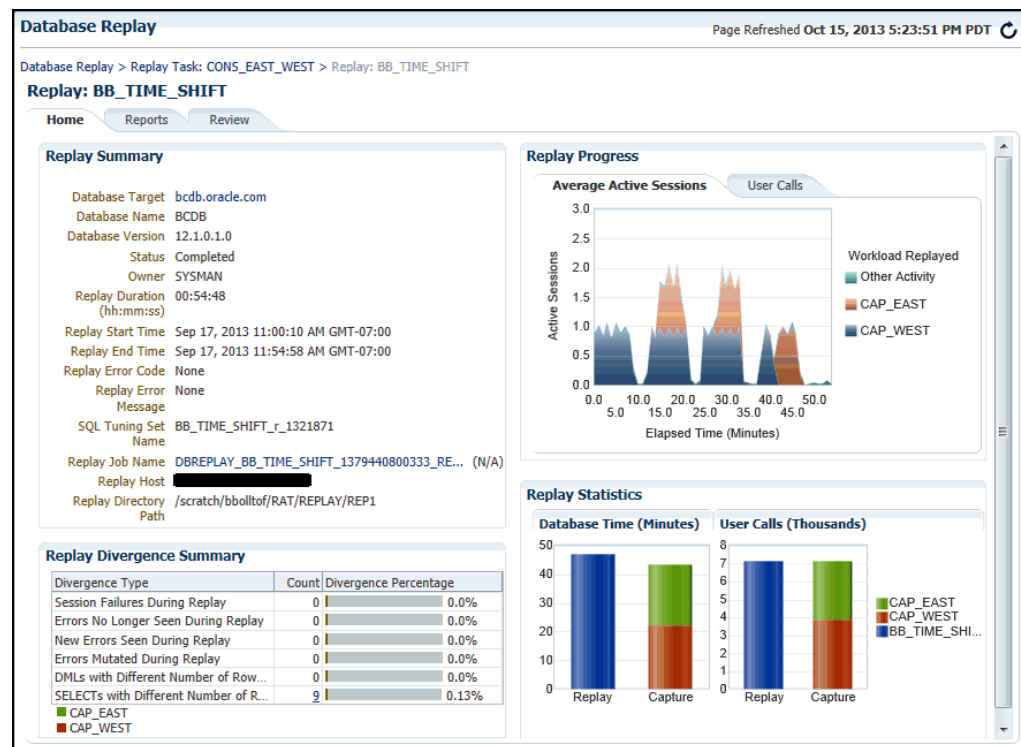 Database Replay
Page Refreshed Oct 15, 2013 5:23:51 PM PDT
Database Replay > Replay Task: CONS_EAST_WEST > Replay: BB_TIME_SHIFT
Replay: BB_TIME_SHIFT
Home Reports Review
Replay Summary
Database Target bcdb.oracle.com
Database Name BCDB
Database Version 12.1.0.1.0
Status Completed
Owner SYSMAN
Replay Duration 00:54:48
(hh:mm:ss)
Replay Start Time Sep 17, 2013 11:00:10 AM GMT-07:00
Replay End Time Sep 17, 2013 11:54:58 AM GMT-07:00
Replay Error Code None
Replay Error None
Message
SQL Tuning Set BB_TIME_SHIFT_r_1321871
Name
Replay Job Name DBREPLAY_BB_TIME_SHIFT_1379440800333_RE... (N/A)
Replay Host
Replay Directory /scratch/bbolltof/RAT/REPLAY/REP1
Path
Replay Divergence Summary
Divergence Type Count Divergence Percentage
Session Failures During Replay 0 0.0%
Errors No Longer Seen During Replay 0 0.0%
New Errors Seen During Replay 0 0.0%
Errors Mutated During Replay 0 0.0%
DMLs with Different Number of Row... 0 0.0%
SELECTs with Different Number of R... 9 0.13%
CAP_EAST
CAP_WEST
Replay Progress
Average Active Sessions User Calls
3.0
2.5
2.0
1.5
1.0
0.5
0.0
Active Sessions
0.0 10.0 20.0 30.0 40.0 50.0
5.0 15.0 25.0 35.0 45.0
Elapsed Time (Minutes)
Workload Replayed
Other Activity
CAP_EAST
CAP_WEST
Replay Statistics
Database Time (Minutes)
50
40
30
20
10
0
Replay Capture
User Calls (Thousands)
8
7
6
5
4
3
2
1
0
Replay Capture
CAP_EAST
CAP_WEST
BB_TIME_SHI...